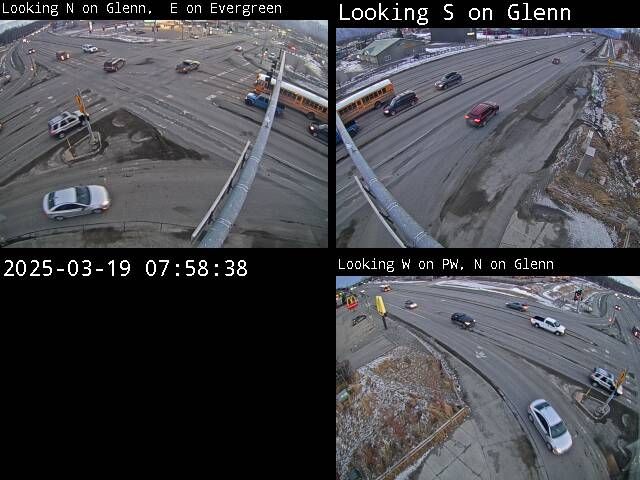 Looking N on Glenn,  E on Evergreen
Looking S on Glenn
2025-03-19 07:58:38
Looking W on PW, N on Glenn